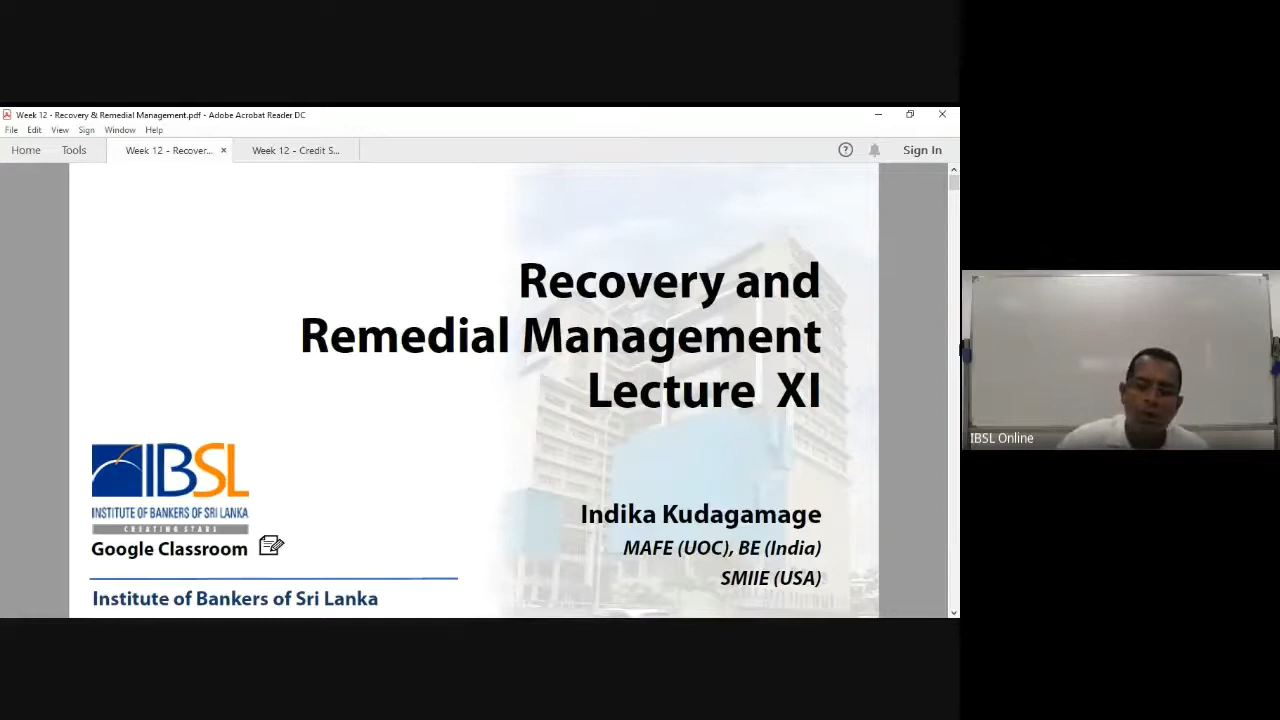 Week 12 - Recovery & Remedial Management.pdf - Adobe Acrobat Reader DC
File Edit View Sign Window Help
Home Tools Week 12 - Recover... × Week 12 - Credit S... Sign In
Recovery and
Remedial Management
Lecture XI
IBSL
INSTITUTE OF BANKERS OF SRI LANKA
CREATING STARS
Google Classroom
Institute of Bankers of Sri Lanka
Indika Kudagamage
MAFE (UOC), BE (India)
SMIIE (USA)
IBSL Online